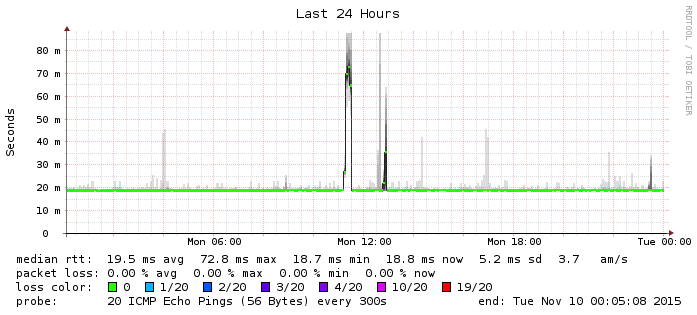 Last 24 Hours
RRDTOOL / TOBI OETIKER
Seconds
80 m
70 m
60 m
50 m
40 m
30 m
20 m
10 m
0
Mon 06:00 Mon 12:00 Mon 18:00 Tue 00:00
median rtt: 19.5 ms avg 72.8 ms max 18.7 ms min 18.8 ms now 5.2 ms sd 3.7 am/s
packet loss: 0.00 % avg 0.00 % max 0.00 % min 0.00 % now
loss color: 0 1/20 2/20 3/20 4/20 10/20 19/20
probe: 20 ICMP Echo Pings (56 Bytes) every 300s end: Tue Nov 10 00:05:08 2015